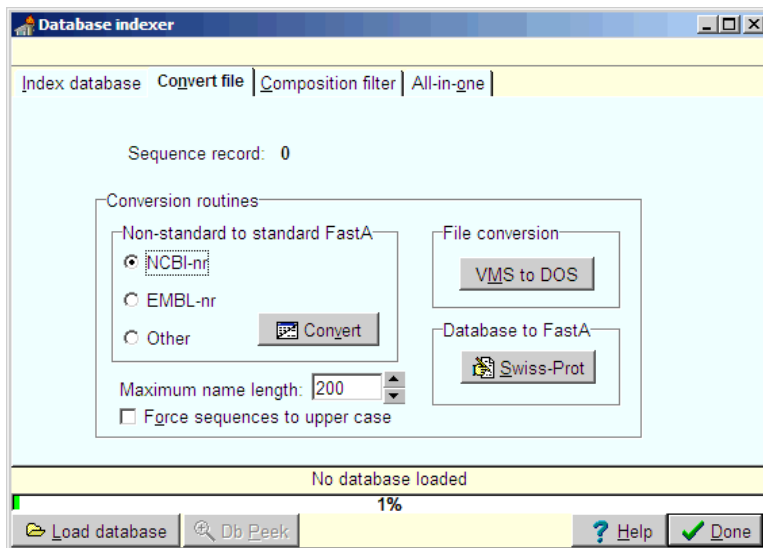 Database indexer
Index database Convert file Composition filter All-in-one
Sequence record: 0
Conversion routines
Non-standard to standard FastA
NCBI-nr
EMBL-nr
Other
Convert
Maximum name length: 200
Force sequences to upper case
File conversion
VMS to DOS
Database to FastA
Swiss-Prot
No database loaded
1%
Load database Db Peek Help Done